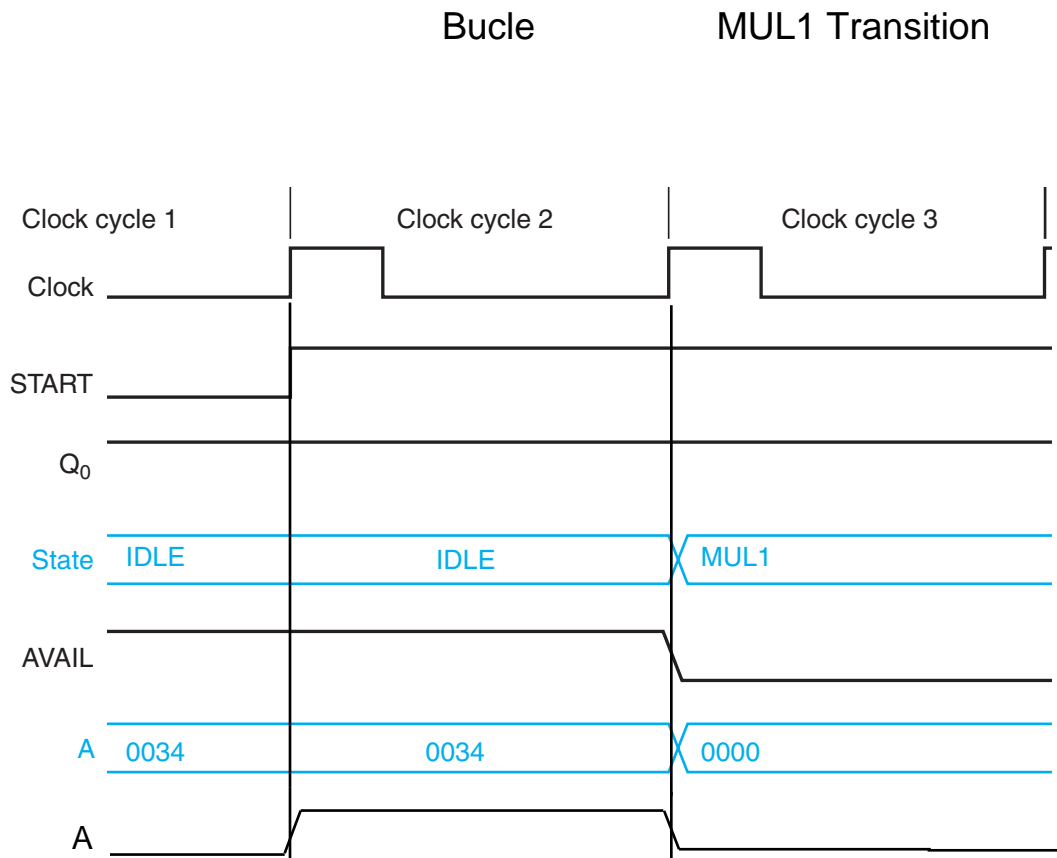 Bucle MUL1 Transition
Clock cycle 1 Clock cycle 2 Clock cycle 3
Clock
START
Q₀
State IDLE IDLE MUL1
AVAIL
A 0034 0034 0000
A